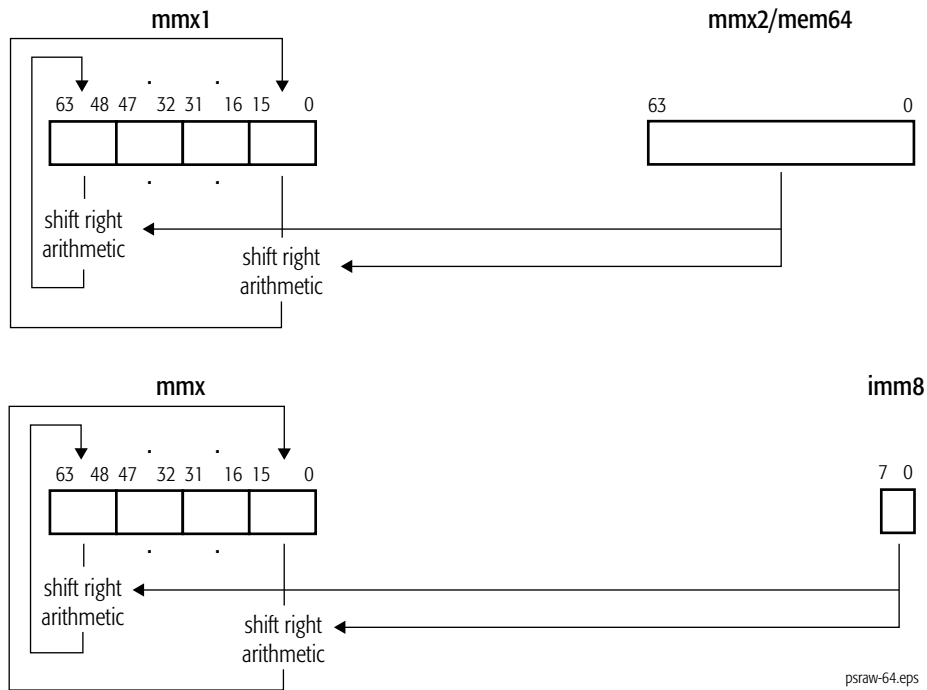 mmx1 mmx2/mem64
. .
63 48 47 32 31 16 15 0 63 0
. .
shift right
arithmetic
shift right
arithmetic
mmx imm8
. .
63 48 47 32 31 16 15 0 7 0
. .
shift right
arithmetic
shift right
arithmetic
psraw-64.eps